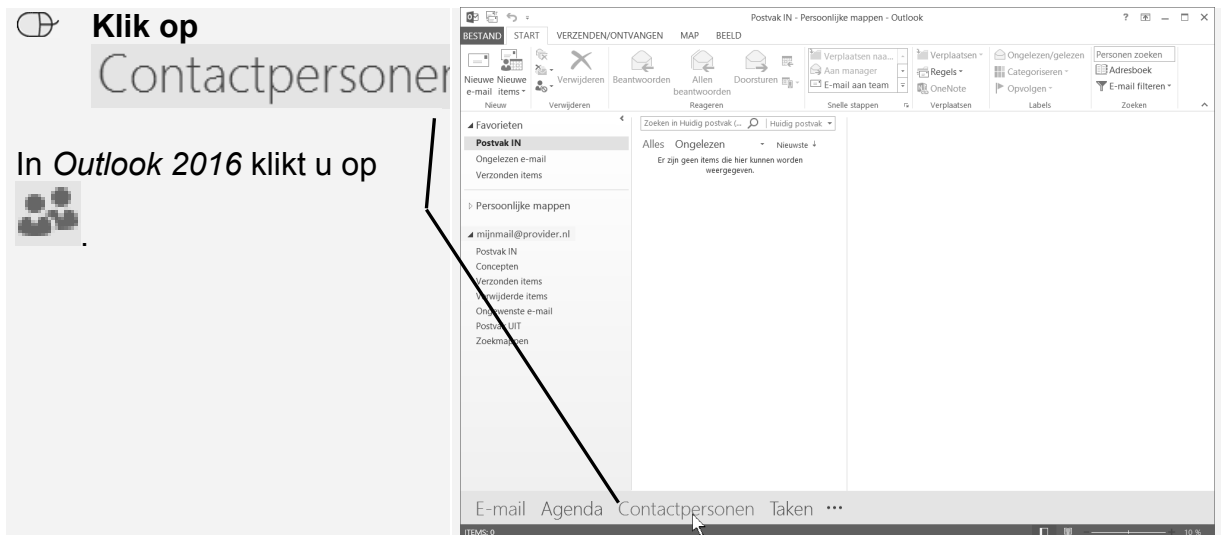 Klik op
Contactpersonen
In Outlook 2016 klikt u op
.
Postvak IN - Persoonlijke mappen - Outlook
?
BESTAND START VERZENDEN/ONTVANGEN MAP BEELD
Nieuwe e-mail
Nieuwe items
Nieuw
Verwijderen
Verwijderen
Beantwoorden
Allen beantwoorden
Doorsturen
Reageren
Verplaatsen naa...
Aan manager
E-mail aan team
Snelle stappen
Verplaatsen
Regels
OneNote
Verplaatsen
Ongelezen/gelezen
Categoriseren
Opvolgen
Labels
Personen zoeken
Adresboek
E-mail filteren
Zoeken
Favorieten
Postvak IN
Ongelezen e-mail
Verzonden items
Persoonlijke mappen
mijnmail@provider.nl
Postvak IN
Concepten
Verzonden items
Verwijderde items
Ongewenste e-mail
Postvak UIT
Zoekmappen
Zoeken in Huidig postvak (... Huidig postvak
Alles Ongelezen Nieuwste ↓
Er zijn geen items die hier kunnen worden
weergegeven.
E-mail Agenda Contactpersonen Taken •••
ITEMS: 0
10 %